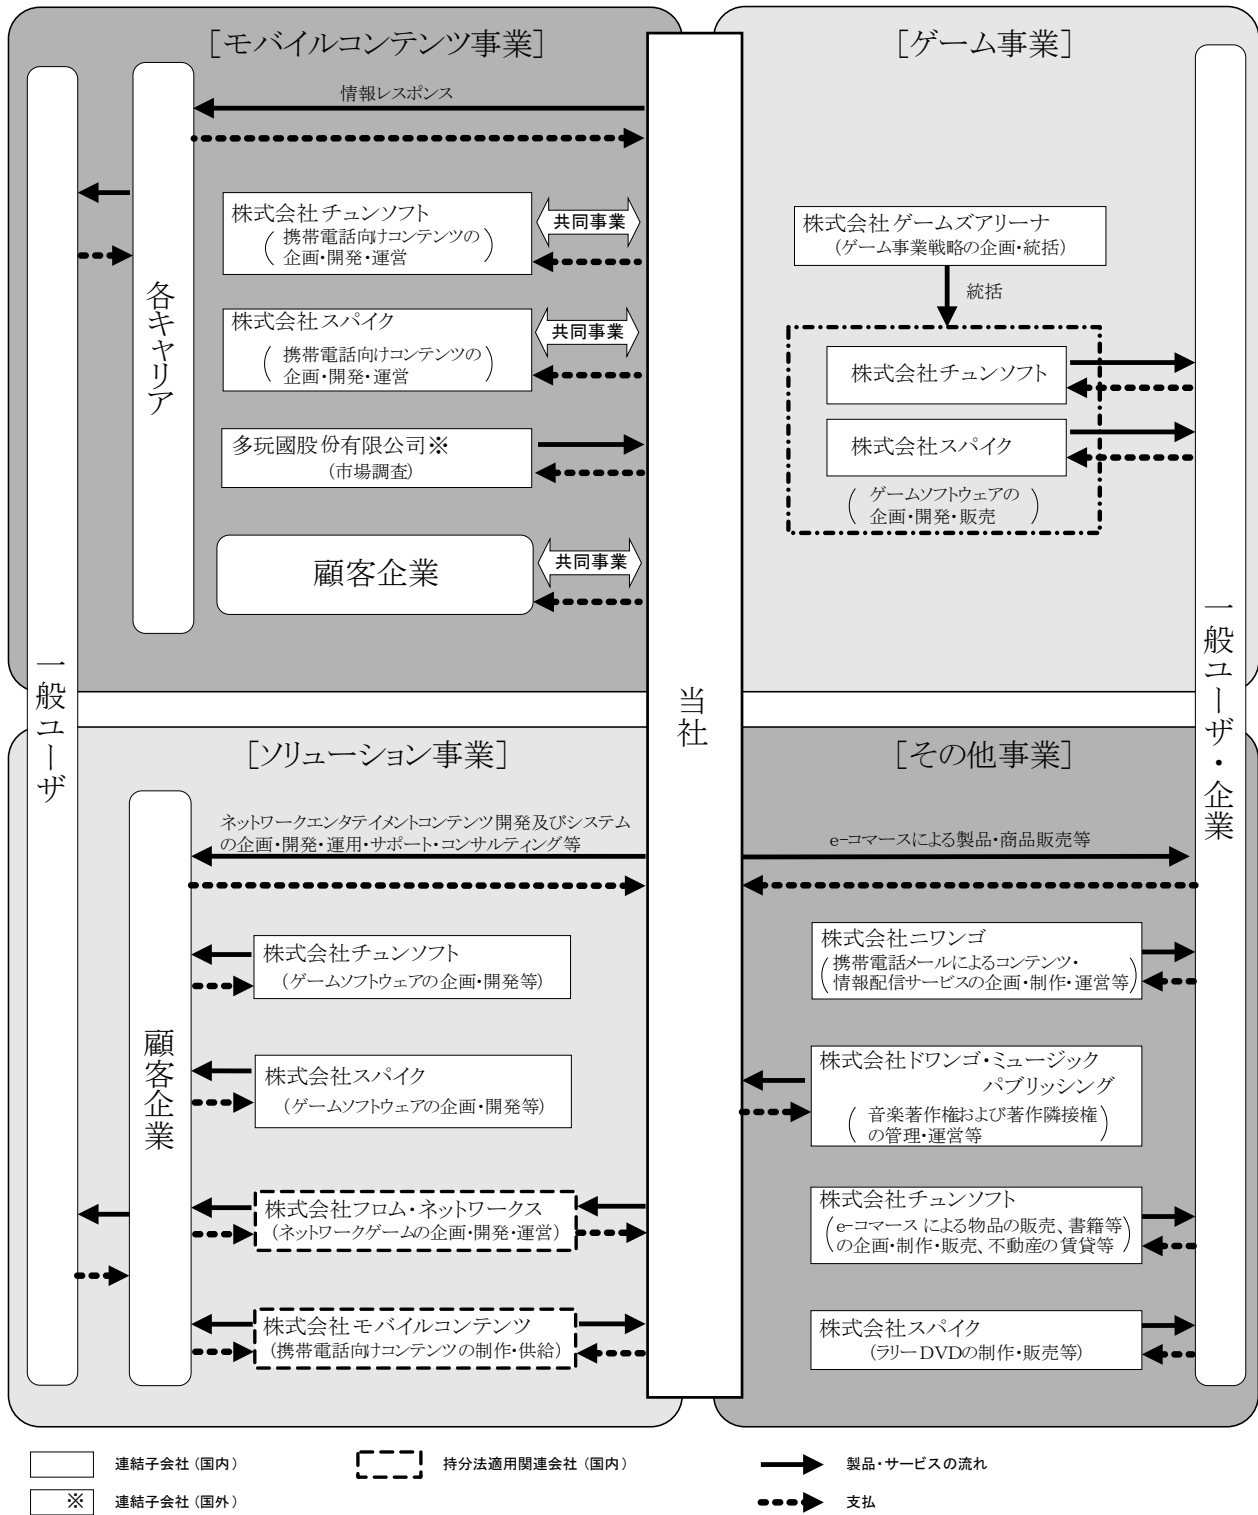 [モバイルコンテンツ事業]
情報レスポンス
一般ユーザ
各キャリア
株式会社チュンソフト
(携帯電話向けコンテンツの
企画・開発・運営)
共同事業
株式会社スパイク
(携帯電話向けコンテンツの
企画・開発・運営)
共同事業
多玩國股份有限公司※
(市場調査)
顧客企業
共同事業
当社
[ゲーム事業]
株式会社ゲームズアリーナ
(ゲーム事業戦略の企画・統括)
統括
株式会社チュンソフト
株式会社スパイク
(ゲームソフトウェアの
企画・開発・販売)
一般ユーザ・企業
[ソリューション事業]
ネットワークエンタテイメントコンテンツ開発及びシステム
の企画・開発・運用・サポート・コンサルティング等
顧客企業
株式会社チュンソフト
(ゲームソフトウェアの企画・開発等)
株式会社スパイク
(ゲームソフトウェアの企画・開発等)
株式会社フロム・ネットワークス
(ネットワークゲームの企画・開発・運営)
株式会社モバイルコンテンツ
(携帯電話向けコンテンツの制作・供給)
[その他事業]
e-コマースによる製品・商品販売等
株式会社ニワンゴ
(携帯電話メールによるコンテンツ・
情報配信サービスの企画・制作・運営等)
株式会社ドワンゴ・ミュージック
パブリッシング
(音楽著作権および著作隣接権
の管理・運営等)
株式会社チュンソフト
(e-コマースによる物品の販売、書籍等
の企画・制作・販売、不動産の賃貸等)
株式会社スパイク
(ラリーDVDの制作・販売等)
連結子会社(国内)
持分法適用関連会社(国内)
製品・サービスの流れ
※
連結子会社(国外)
支払